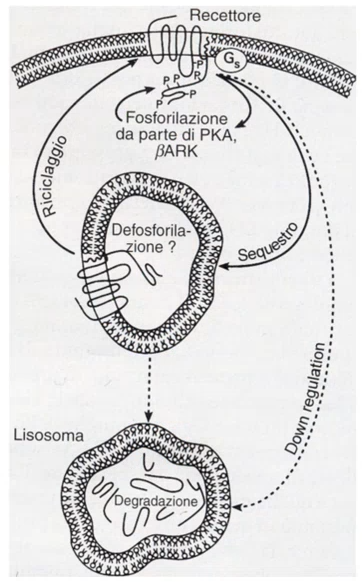 Recettore
Gs
P
P
P
R
P
P
Fosforilazione
da parte di PKA,
βARK
Riciclaggio
Defosforila-
zione ?
Sequestro
Down regulation
Lisosoma
Degradazione